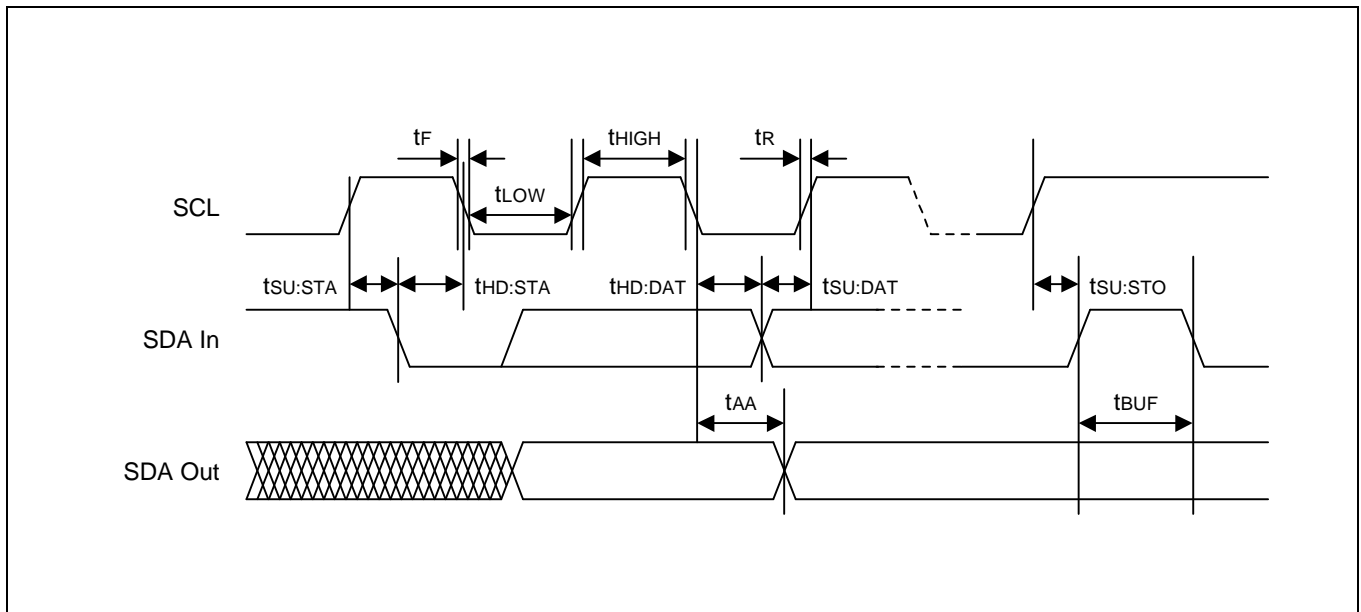 tF
tHIGH
tR
SCL
tLOW
tSU:STA
tHD:STA
tHD:DAT
tSU:DAT
tSU:STO
SDA In
tAA
tBUF
SDA Out